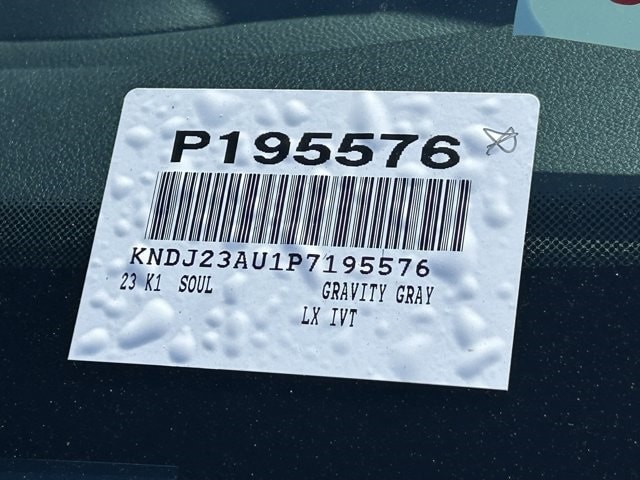 P195576
KNDJ23AU1P7195576
23 K1 SOUL GRAVITY GRAY
LX IVT